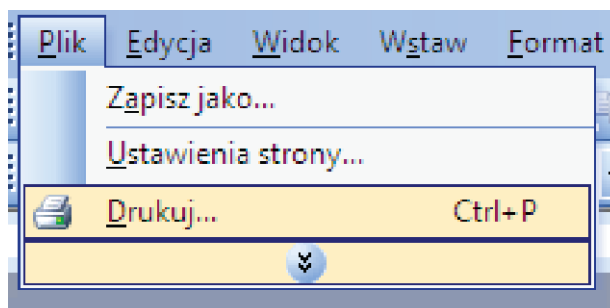 Plik Edycja Widok Wstaw Format
Zapisz jako...
Ustawienia strony...
Drukuj... Ctrl+P